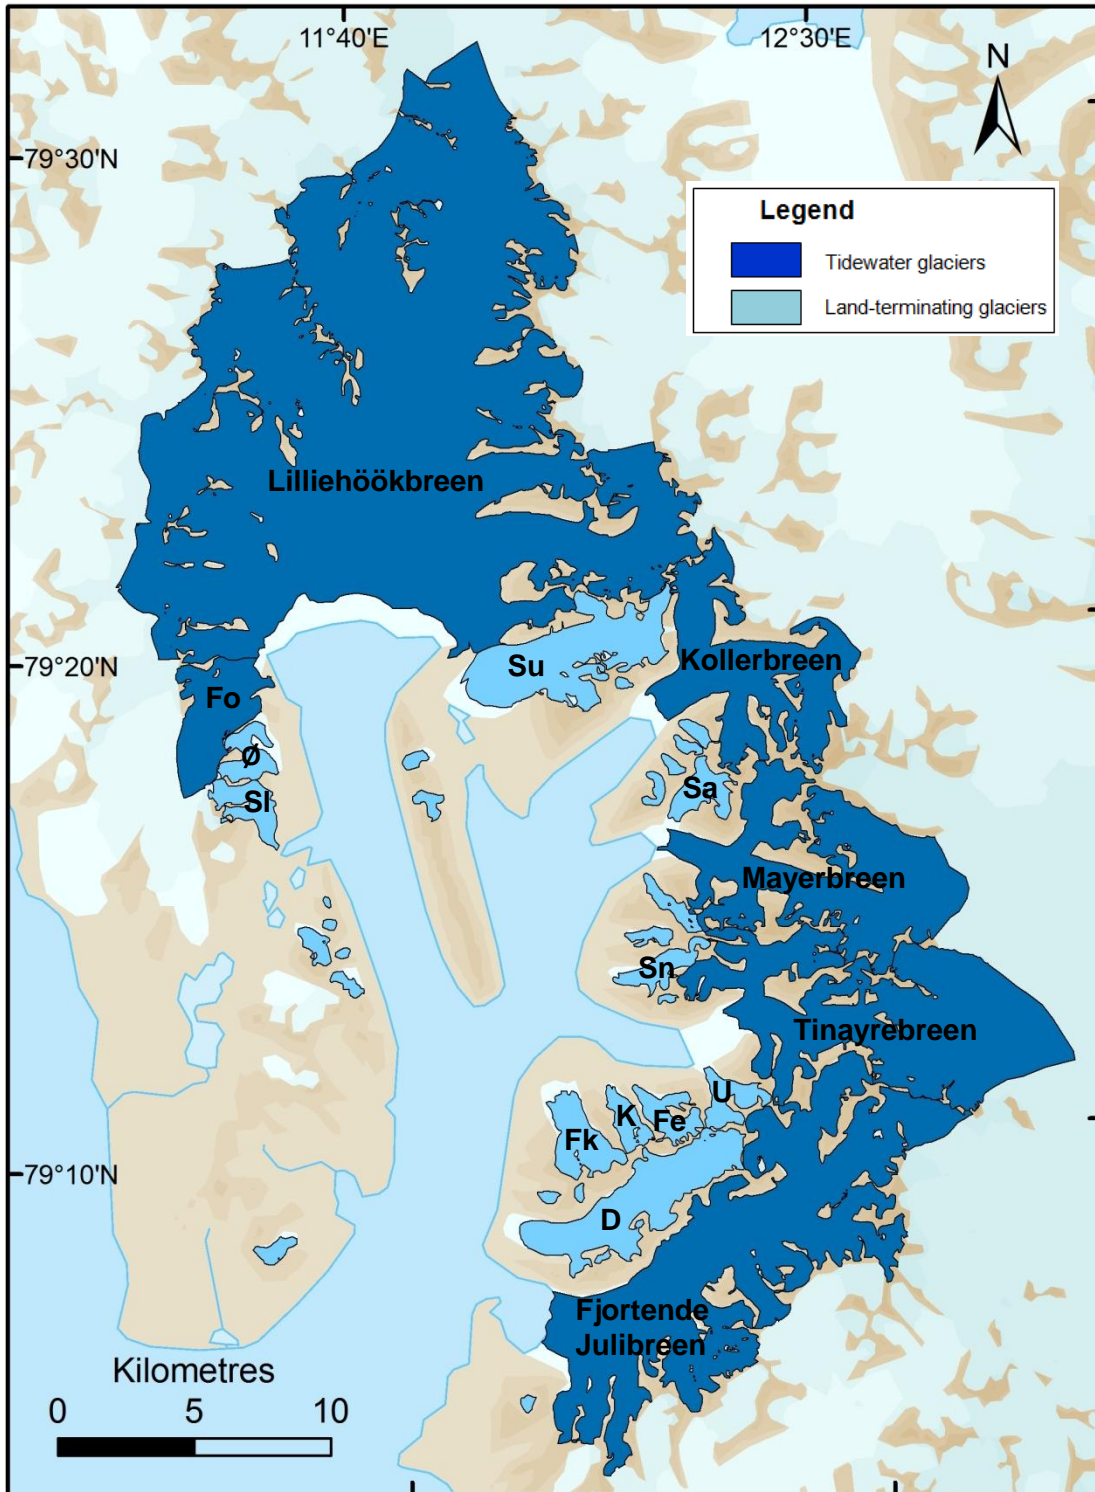 11°40'E
12°30'E
N
79°30'N
Legend
Tidewater glaciers
Land-terminating glaciers
Lilliehöökbreen
79°20'N
Su
Kollerbreen
Fo
Ø
Sl
Sa
Mayerbreen
Sn
Tinayrebreen
U
K
Fe
Fk
79°10'N
D
Fjortende
Julibreen
Kilometres
0 5 10